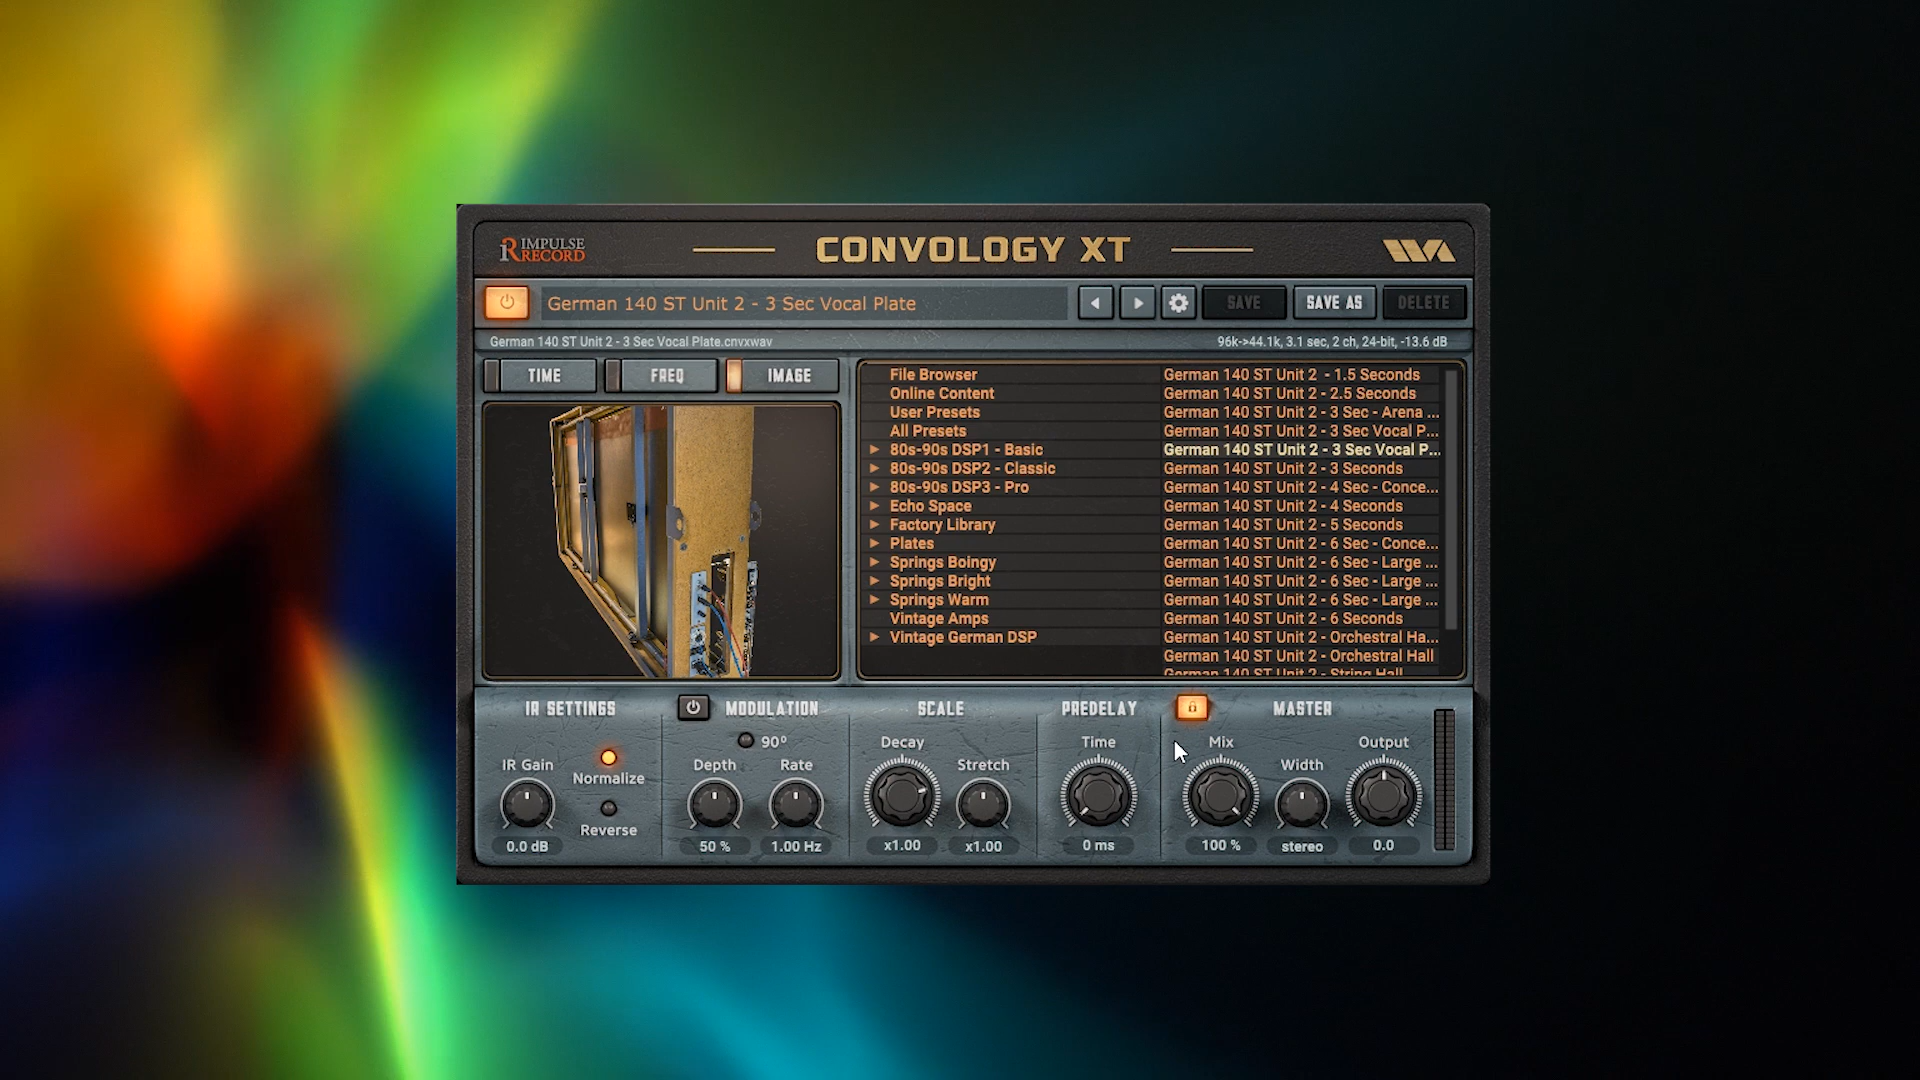 IMPULSE
RECORD
CONVOLOGY XT
German 140 ST Unit 2 - 3 Sec Vocal Plate
SAVE
SAVE AS
DELETE
German 140 ST Unit 2 - 3 Sec Vocal Plate.cnvxwav
96k->44.1k, 3.1 sec, 2 ch, 24-bit, -13.6 dB
TIME
FREQ
IMAGE
File Browser
Online Content
User Presets
All Presets
80s-90s DSP1 - Basic
80s-90s DSP2 - Classic
80s-90s DSP3 - Pro
Echo Space
Factory Library
Plates
Springs Boingy
Springs Bright
Springs Warm
Vintage Amps
Vintage German DSP
German 140 ST Unit 2  - 1.5 Seconds
German 140 ST Unit 2 - 2.5 Seconds
German 140 ST Unit 2 - 3 Sec - Arena ...
German 140 ST Unit 2 - 3 Sec Vocal P...
German 140 ST Unit 2 - 3 Sec Vocal P...
German 140 ST Unit 2 - 3 Seconds
German 140 ST Unit 2 - 4 Sec - Conce...
German 140 ST Unit 2 - 4 Seconds
German 140 ST Unit 2 - 5 Seconds
German 140 ST Unit 2 - 6 Sec - Conce...
German 140 ST Unit 2 - 6 Sec - Large ...
German 140 ST Unit 2 - 6 Sec - Large ...
German 140 ST Unit 2 - 6 Sec - Large ...
German 140 ST Unit 2 - 6 Seconds
German 140 ST Unit 2 - Orchestral Ha...
German 140 ST Unit 2 - Orchestral Hall
German 140 ST Unit 2 - String Hall
IR SETTINGS
MODULATION
SCALE
PREDELAY
MASTER
90°
IR Gain
Normalize
Reverse
Depth
Rate
Decay
Stretch
Time
Mix
Width
Output
0.0 dB
50 %
1.00 Hz
x1.00
x1.00
0 ms
100 %
stereo
0.0